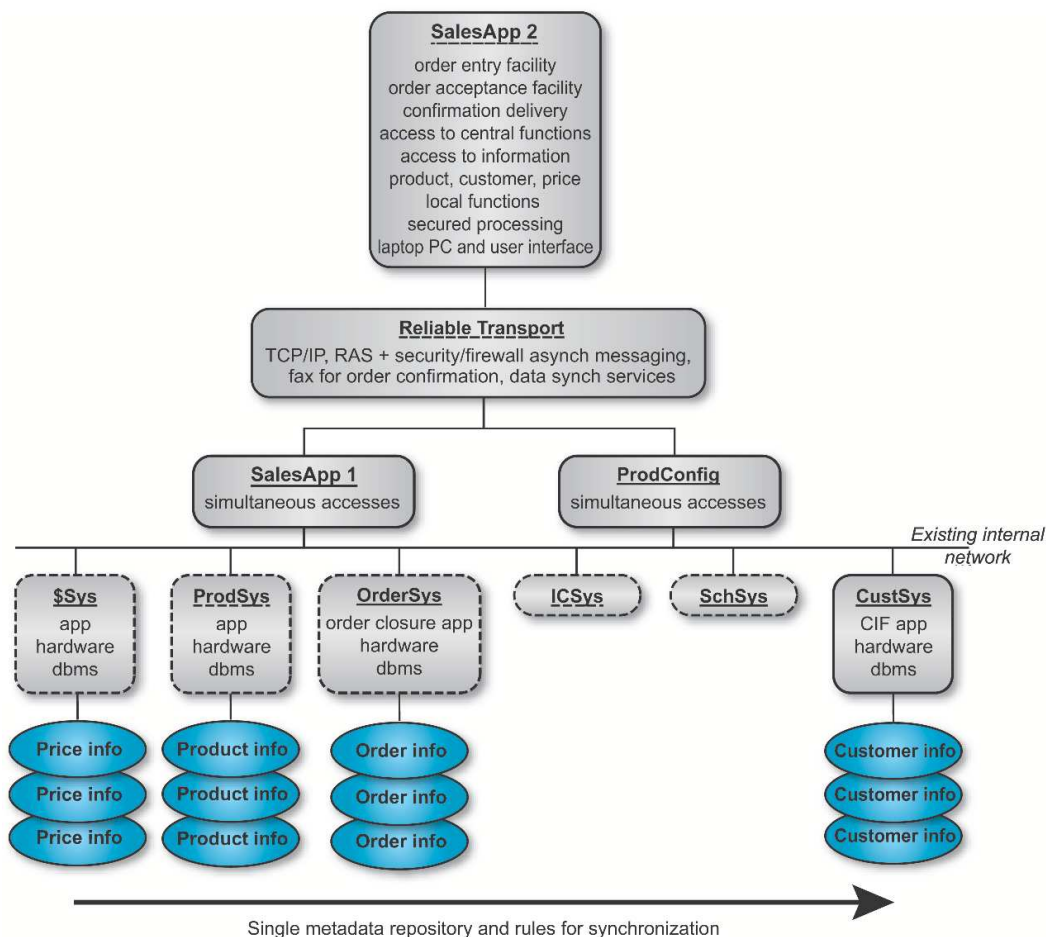 SalesApp 2
order entry facility
order acceptance facility
confirmation delivery
access to central functions
access to information
product, customer, price
local functions
secured processing
laptop PC and user interface
Reliable Transport
TCP/IP, RAS + security/firewall asynch messaging,
fax for order confirmation, data synch services
SalesApp 1
simultaneous accesses
ProdConfig
simultaneous accesses
Existing internal
network
$Sys
app
hardware
dbms
ProdSys
app
hardware
dbms
OrderSys
order closure app
hardware
dbms
ICSys
SchSys
CustSys
CIF app
hardware
dbms
Price info
Price info
Price info
Product info
Product info
Product info
Order info
Order info
Order info
Customer info
Customer info
Customer info
Single metadata repository and rules for synchronization